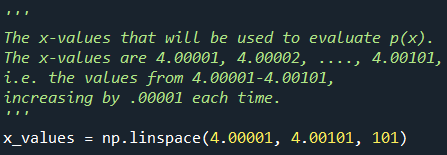 '''
The x-values that will be used to evaluate p(x).
The x-values are 4.00001, 4.00002, ...., 4.00101,
i.e. the values from 4.00001-4.00101,
increasing by .00001 each time.
'''
x_values = np.linspace(4.00001, 4.00101, 101)